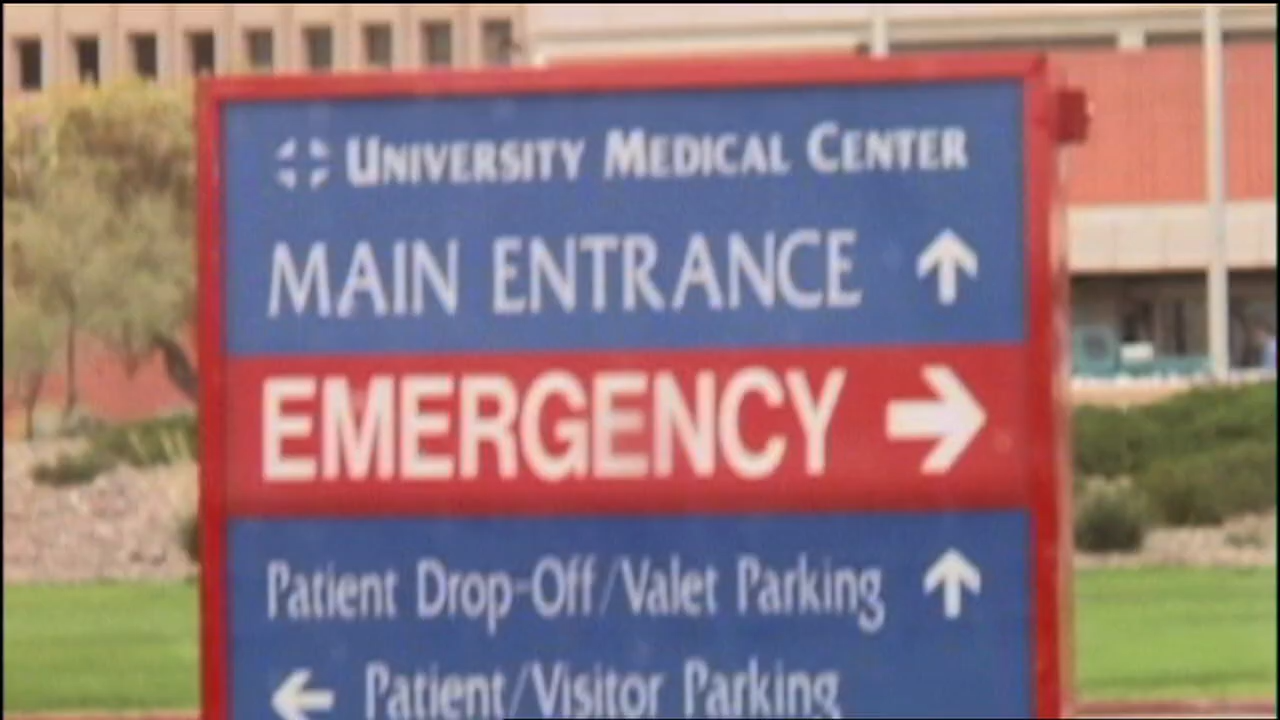 UNIVERSITY MEDICAL CENTER
MAIN ENTRANCE
EMERGENCY
Patient Drop-Off/Valet Parking
Patient/Visitor Parking